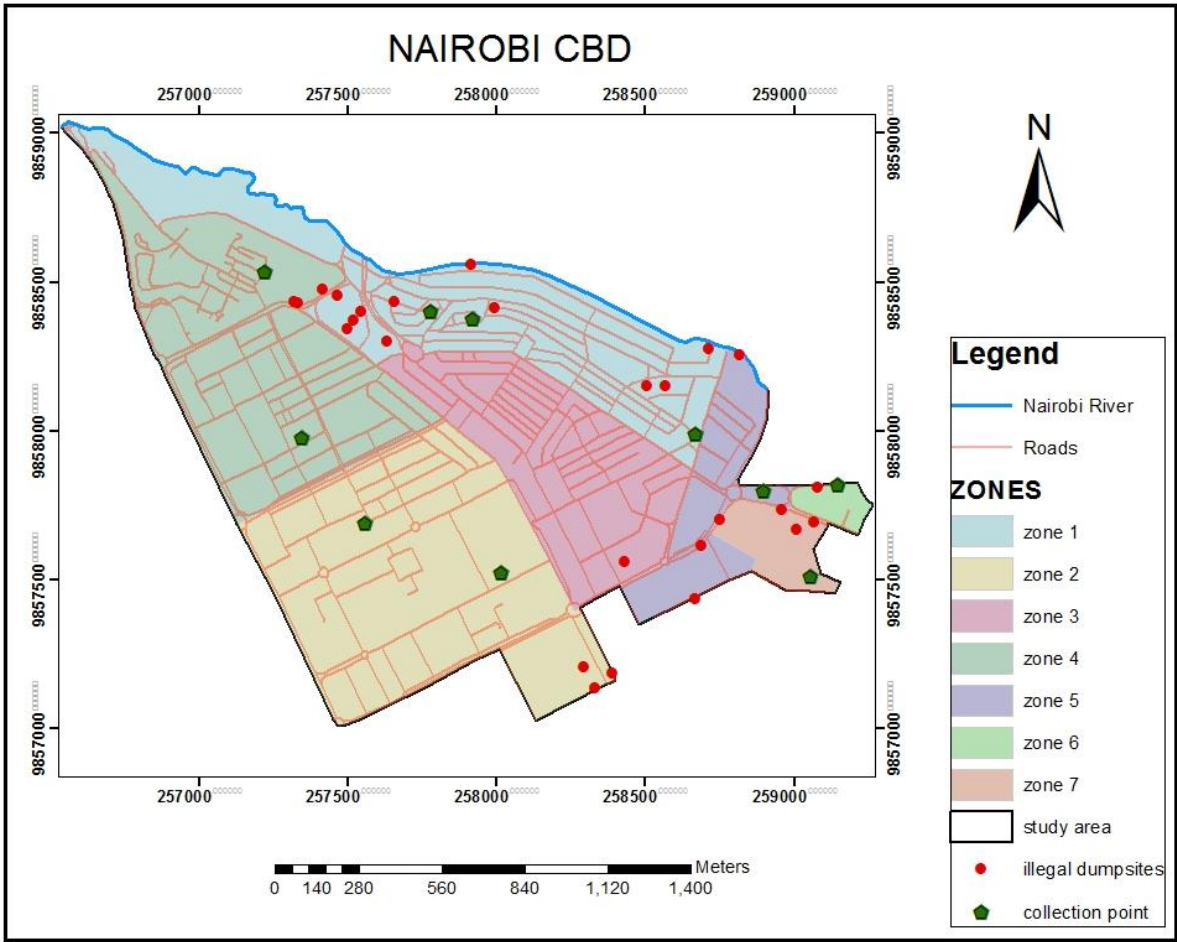 NAIROBI CBD
257000 257500 258000 258500 259000
9859000 9859000
N
9858500 9858500
9858000 9858000
9857500 9857500
9857000 9857000
257000 257500 258000 258500 259000
Legend
Nairobi River
Roads
ZONES
zone 1
zone 2
zone 3
zone 4
zone 5
zone 6
zone 7
study area
illegal dumpsites
collection point
Meters
0 140 280 560 840 1,120 1,400